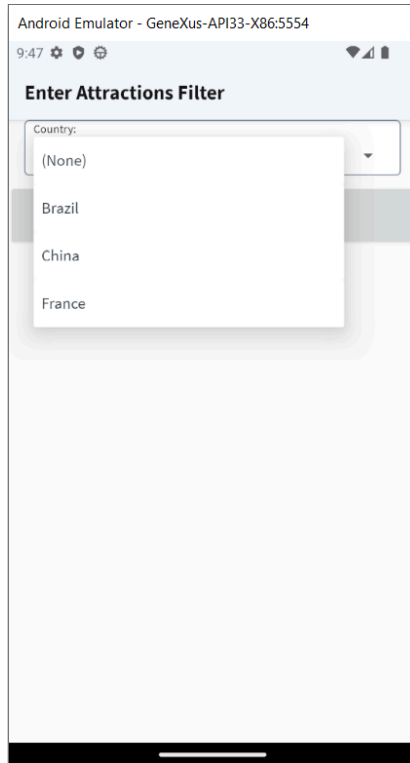 Android Emulator - GeneXus-API33-X86:5554
9:47
Enter Attractions Filter
Country:
(None)
Brazil
China
France